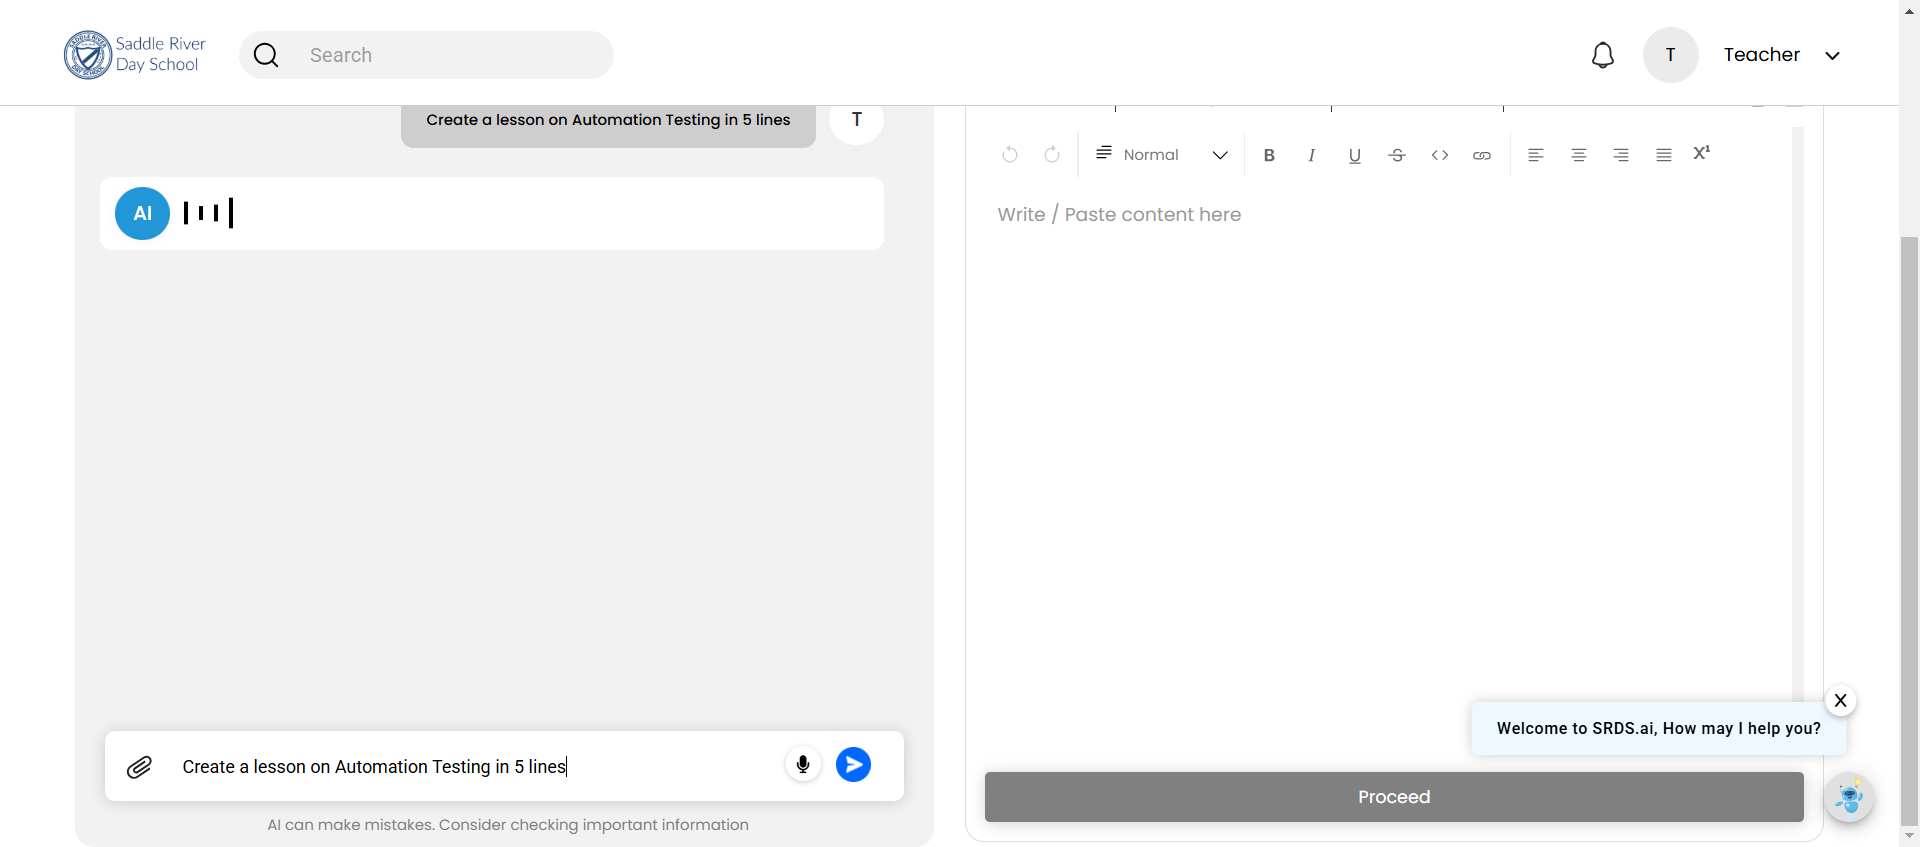 Saddle River
Day School
Search
T
Teacher
Create a lesson on Automation Testing in 5 lines
T
AI
Normal
B I U S <> X¹
Write / Paste content here
Welcome to SRDS.ai, How may I help you?
X
Create a lesson on Automation Testing in 5 lines
Proceed
AI can make mistakes. Consider checking important information